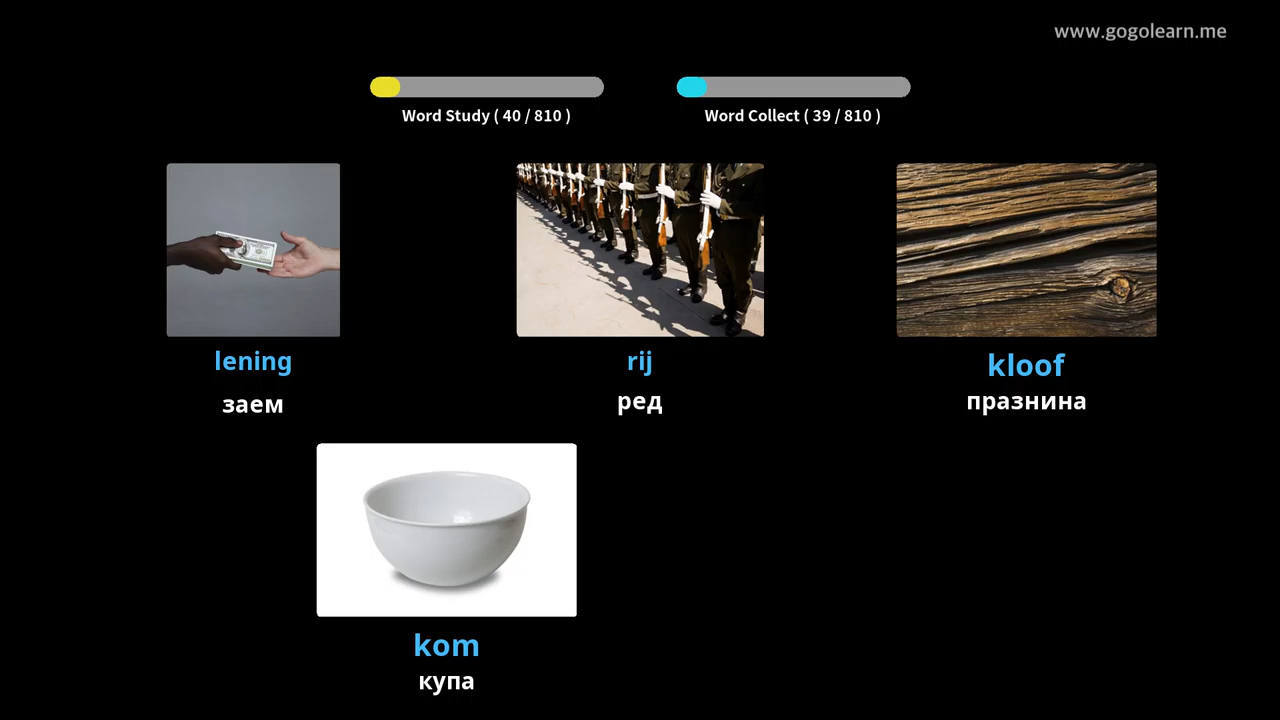 www.gogolearn.me
Word Study ( 40 / 810 )
Word Collect ( 39 / 810 )
lening
заем
rij
ред
kloof
празнина
kom
купа